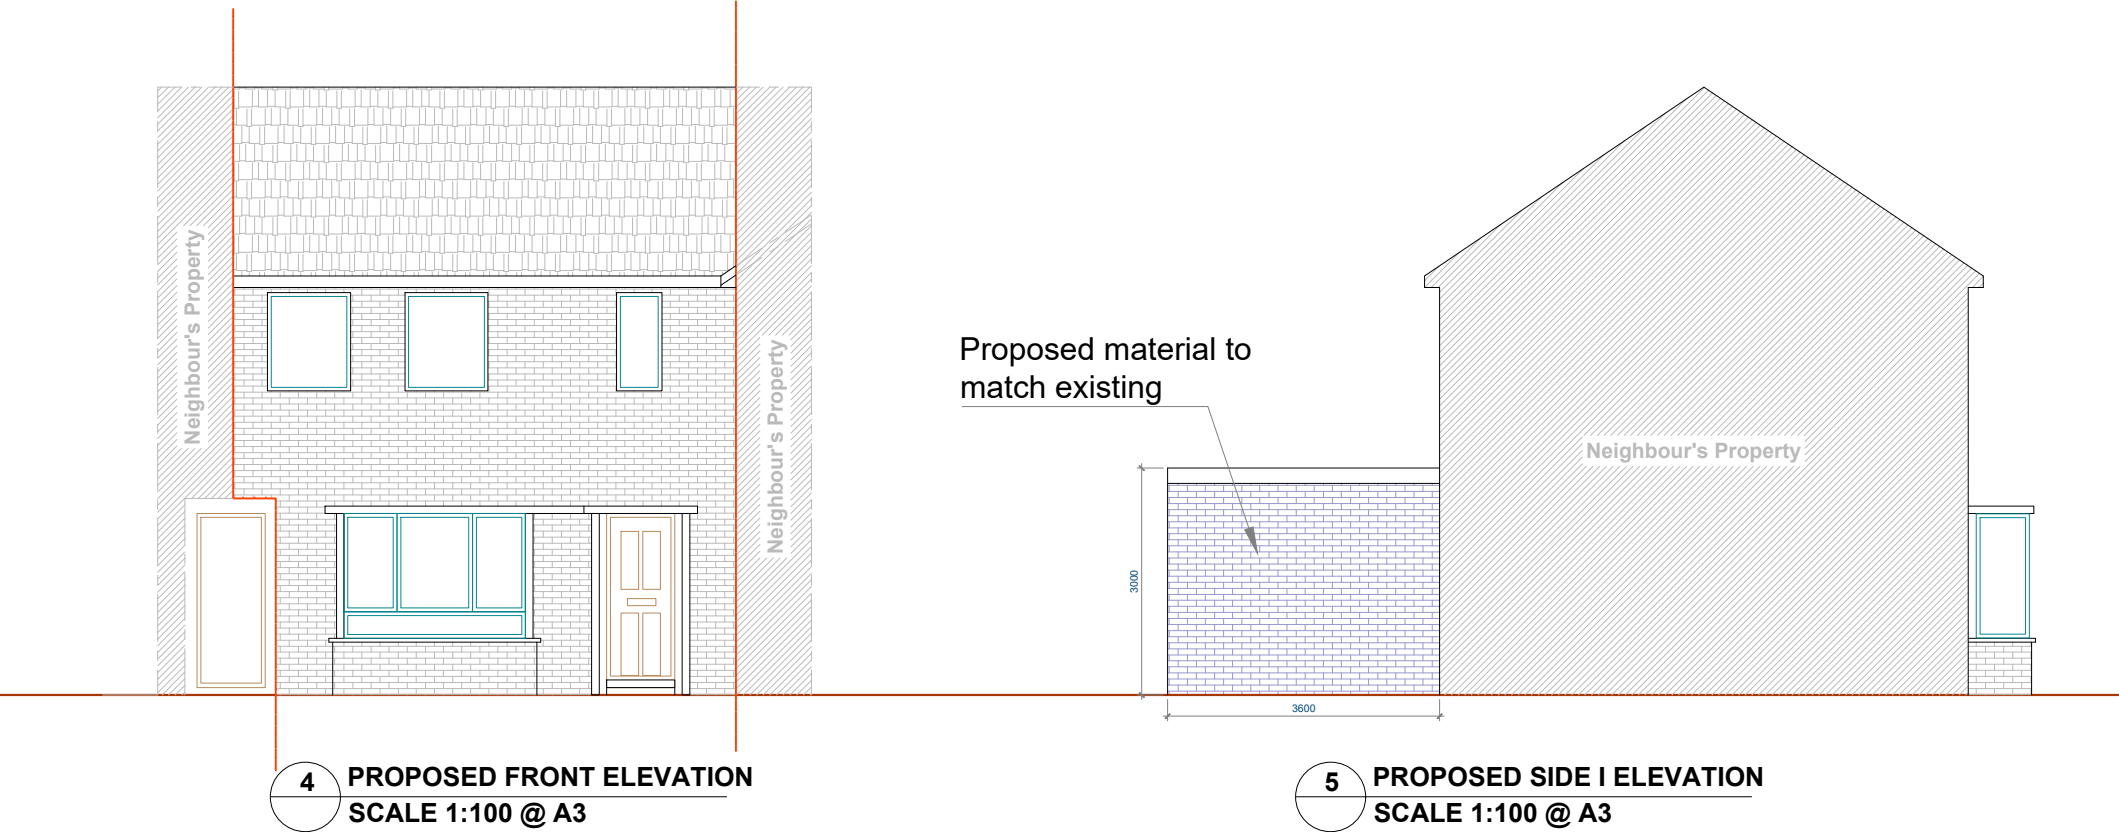 Neighbour's Property
Neighbour's Property
Proposed material to
match existing
Neighbour's Property
3000
3600
4
PROPOSED FRONT ELEVATION
SCALE 1:100 @ A3
5
PROPOSED SIDE I ELEVATION
SCALE 1:100 @ A3